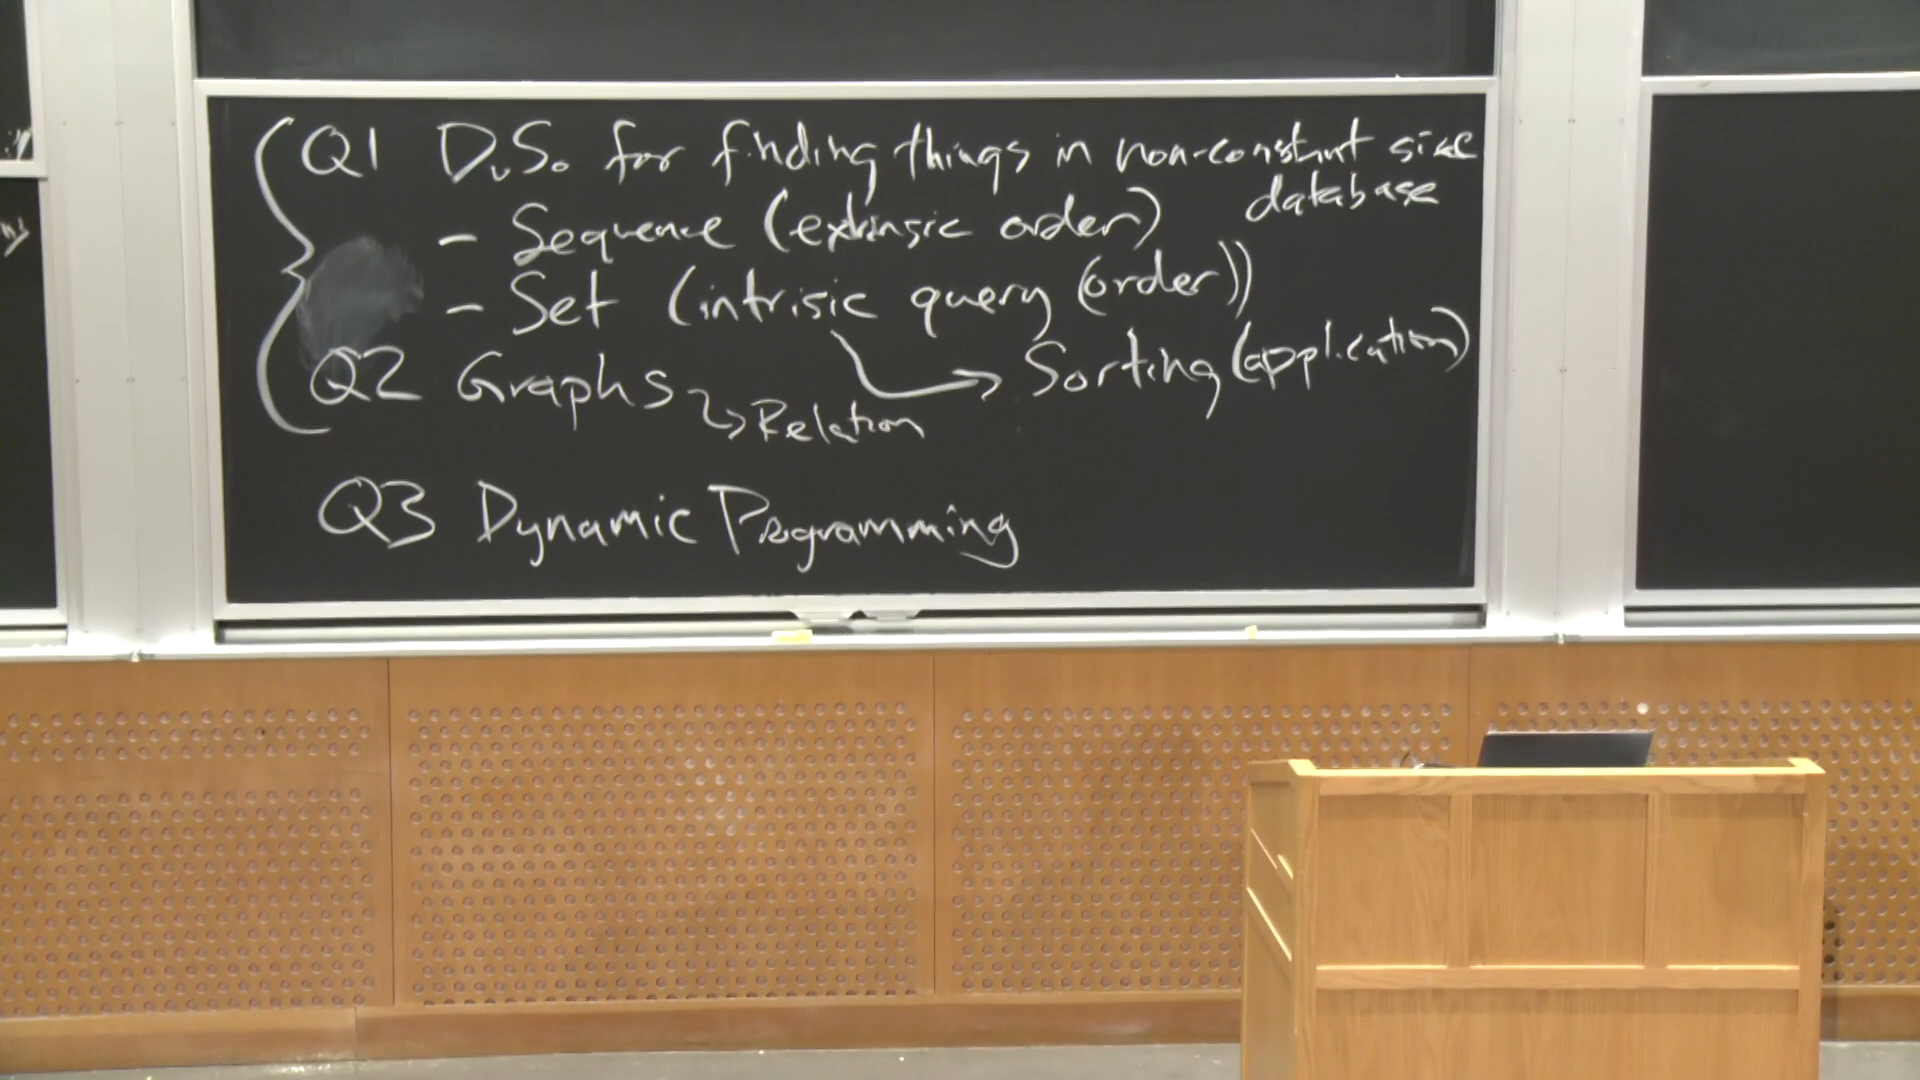 Q1 D.S. for finding things in non-constant size
database
- Sequence (extrinsic order)
- Set (intrisic query (order))
Sorting (application)
Q2 Graphs → Relation
Q3 Dynamic Programming